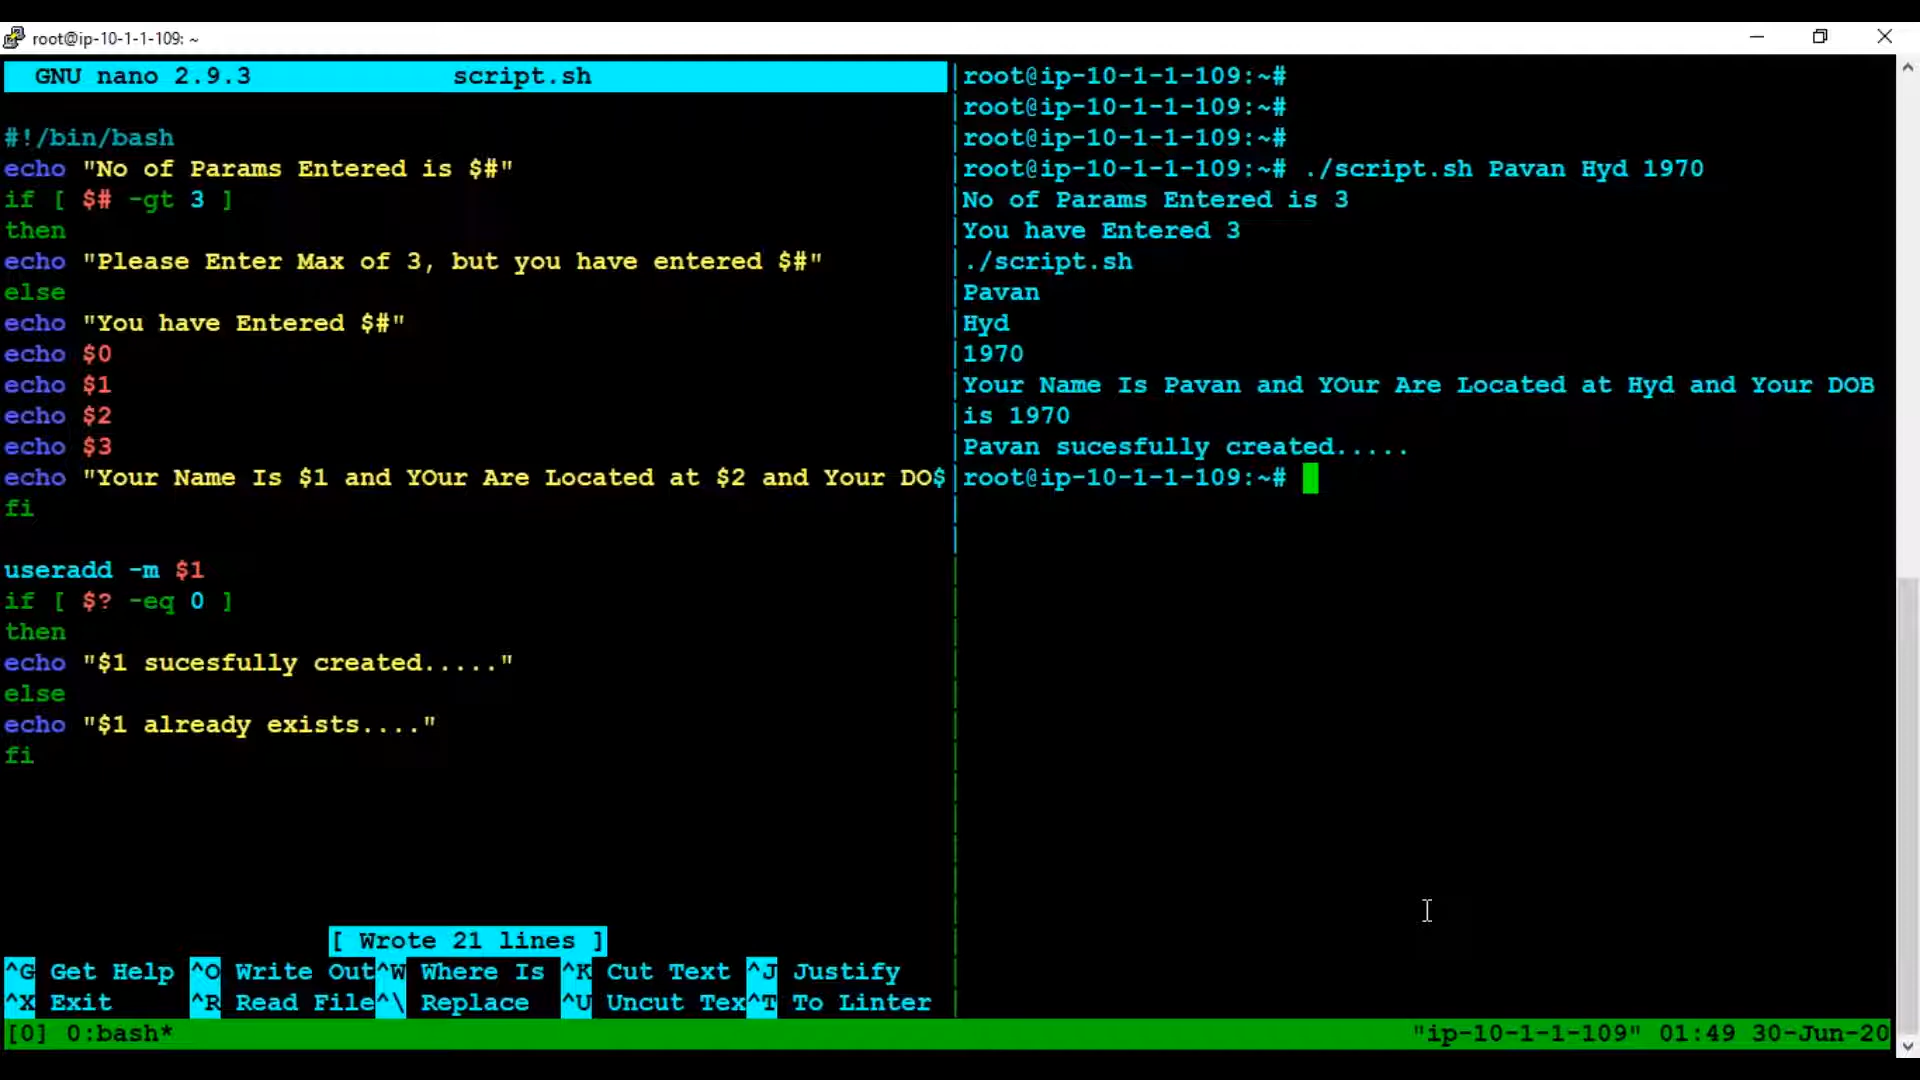 root@ip-10-1-1-109: ~
GNU nano 2.9.3 script.sh
#!/bin/bash
echo "No of Params Entered is $#"
if [ $# -gt 3 ]
then
echo "Please Enter Max of 3, but you have entered $#"
else
echo "You have Entered $#"
echo $0
echo $1
echo $2
echo $3
echo "Your Name Is $1 and YOur Are Located at $2 and Your DO$
fi
useradd -m $1
if [ $? -eq 0 ]
then
echo "$1 sucesfully created....."
else
echo "$1 already exists...."
fi
[ Wrote 21 lines ]
^G Get Help ^O Write Out ^W Where Is ^K Cut Text ^J Justify
^X Exit ^R Read File ^\ Replace ^U Uncut Tex ^T To Linter
root@ip-10-1-1-109:~#
root@ip-10-1-1-109:~#
root@ip-10-1-1-109:~#
root@ip-10-1-1-109:~# ./script.sh Pavan Hyd 1970
No of Params Entered is 3
You have Entered 3
./script.sh
Pavan
Hyd
1970
Your Name Is Pavan and YOur Are Located at Hyd and Your DOB
is 1970
Pavan sucesfully created.....
root@ip-10-1-1-109:~#
[0] 0:bash* "ip-10-1-1-109" 01:49 30-Jun-20